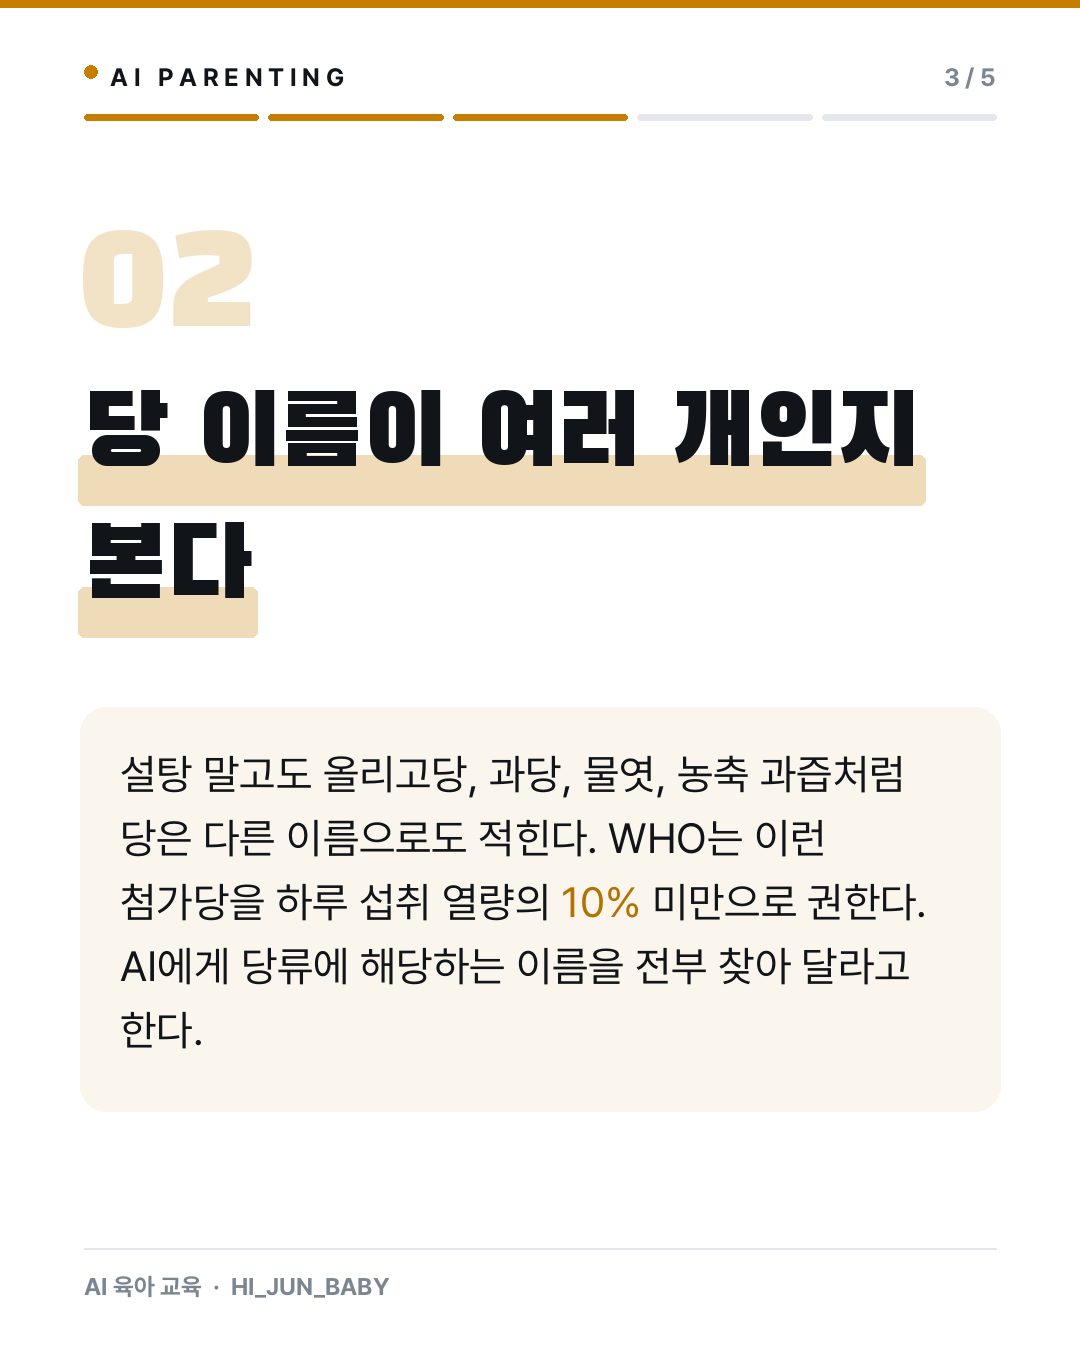 AI PARENTING
3 / 5
02
당 이름이 여러 개인지
본다
설탕 말고도 올리고당, 과당, 물엿, 농축 과즙처럼
당은 다른 이름으로도 적힌다. WHO는 이런
첨가당을 하루 섭취 열량의 10% 미만으로 권한다.
AI에게 당류에 해당하는 이름을 전부 찾아 달라고
한다.
AI 육아 교육 · HI_JUN_BABY